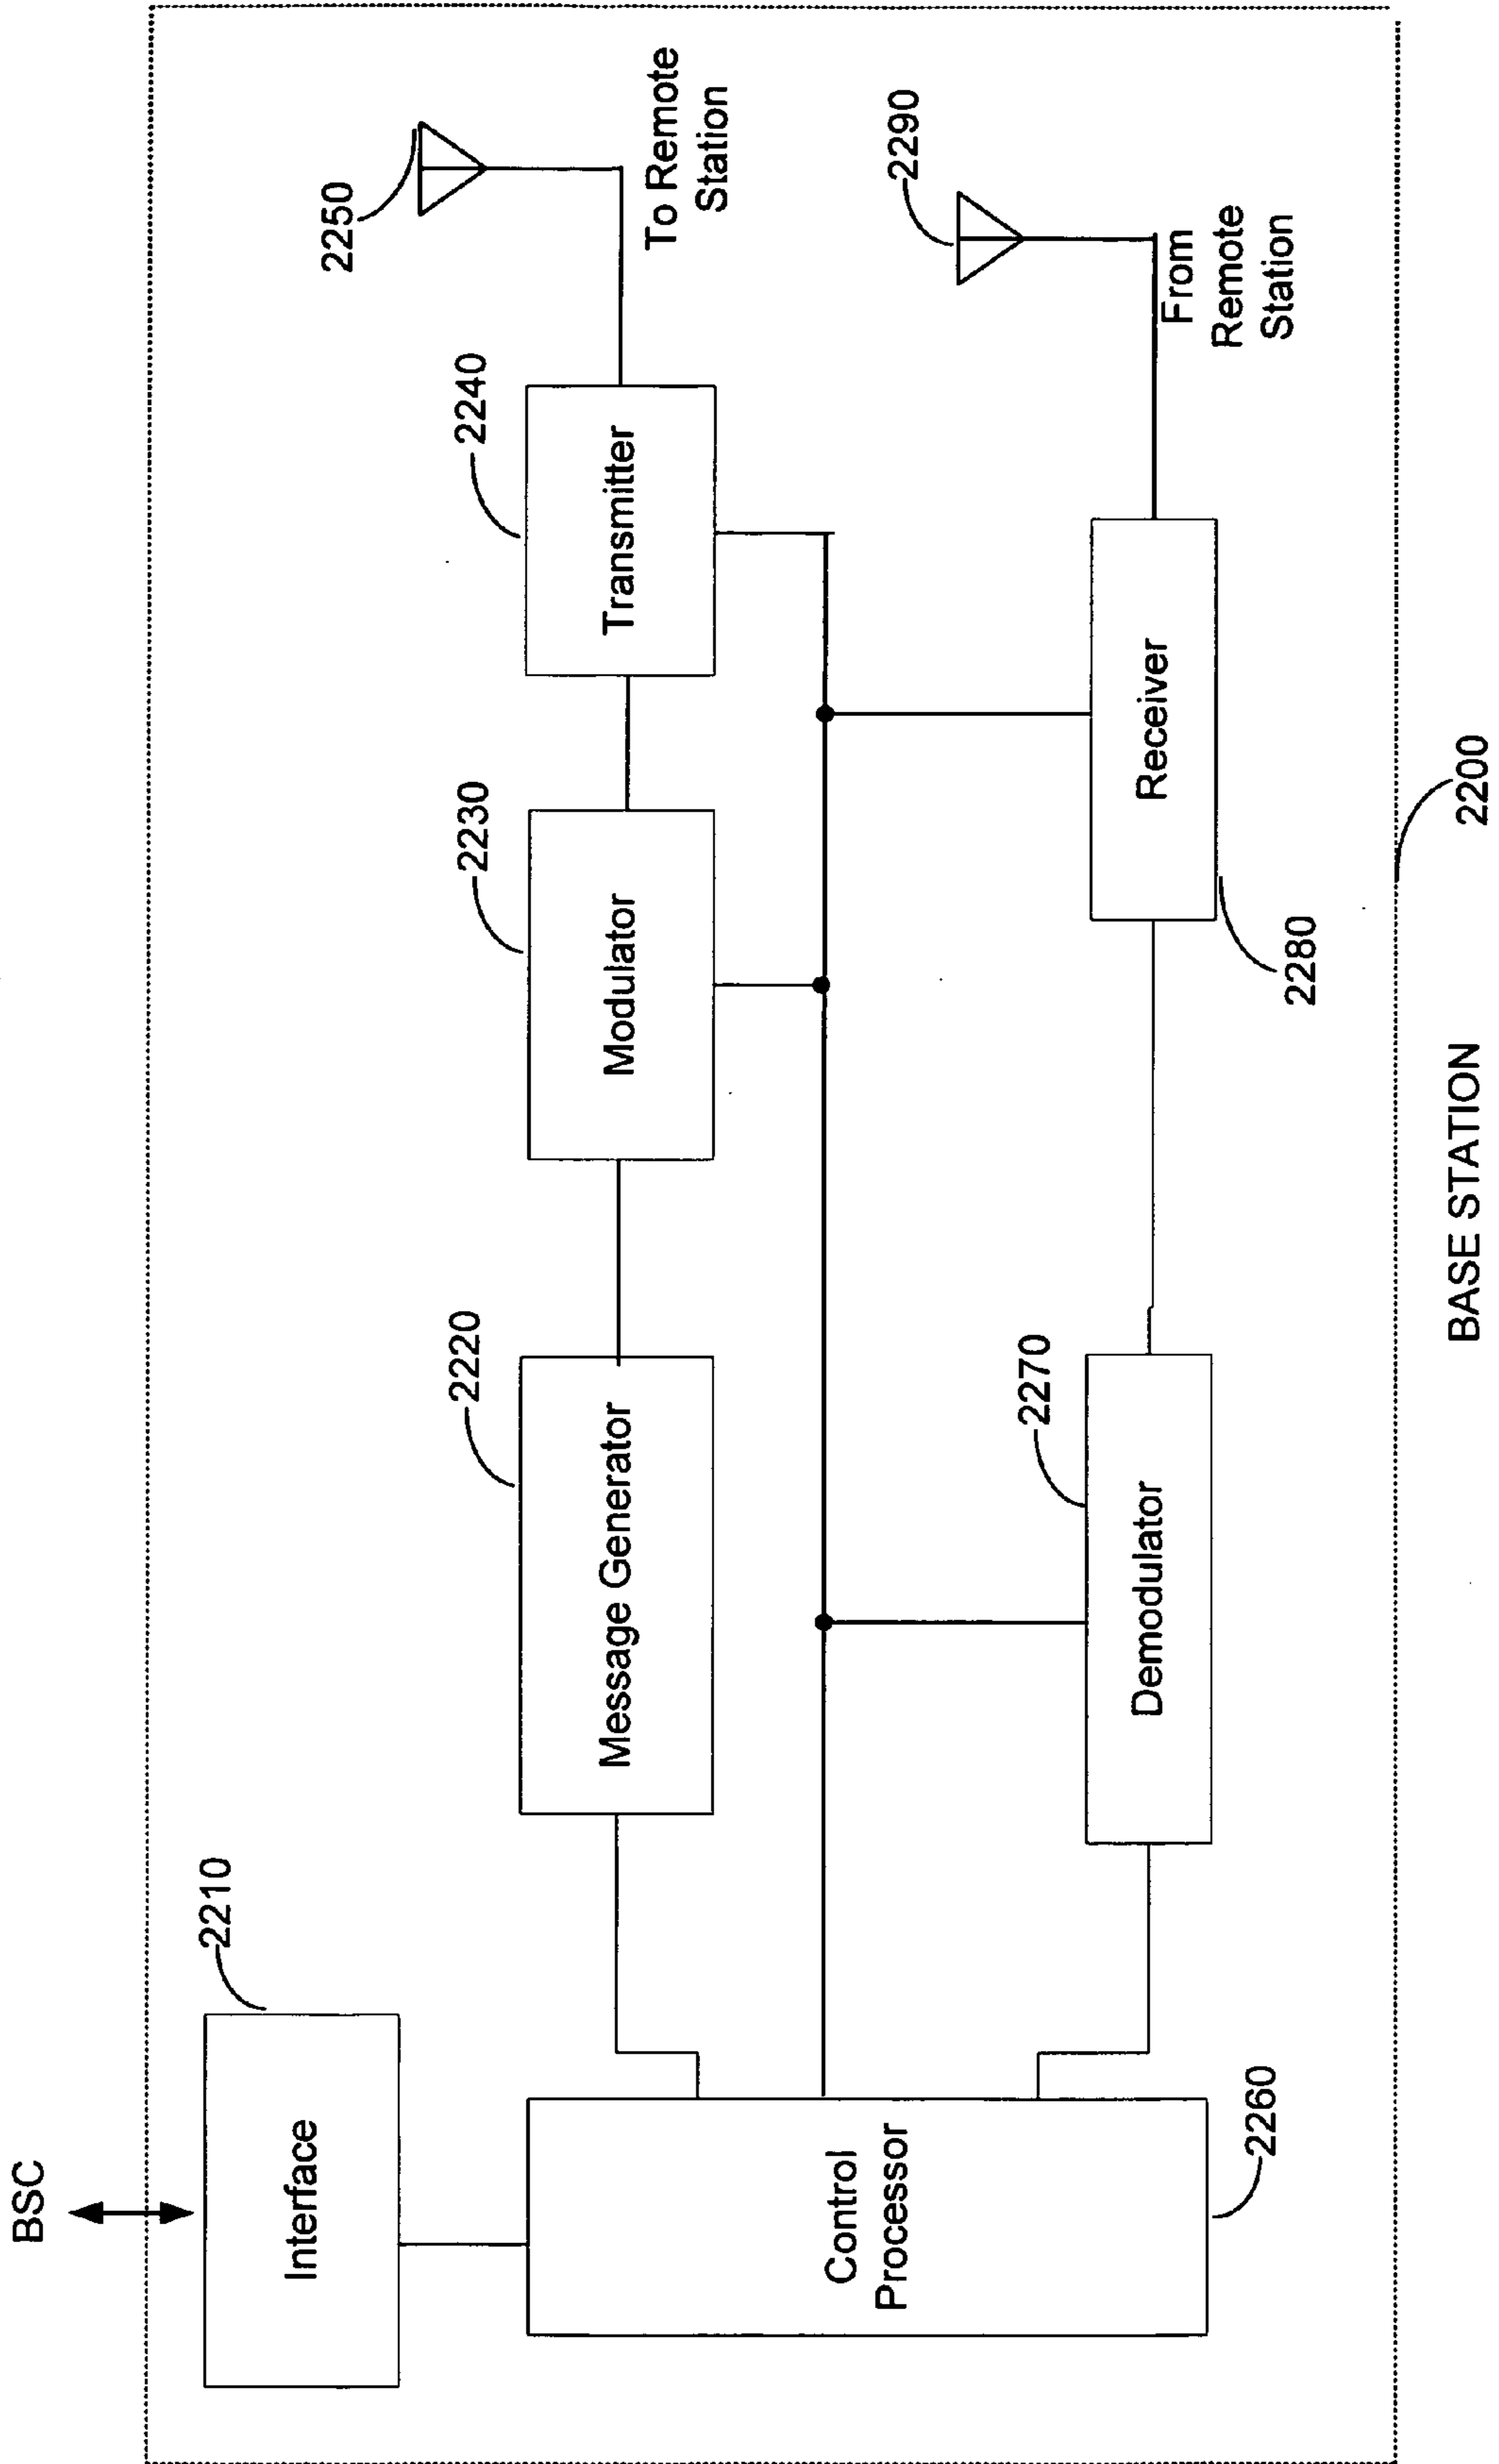 BSC
2210
Interface
2250
2220
2230
2240
Message Generator
Modulator
Transmitter
To Remote
Station
2290
Control
Processor
2270
Demodulator
Receiver
From
Remote
Station
2260
2280
2200
BASE STATION